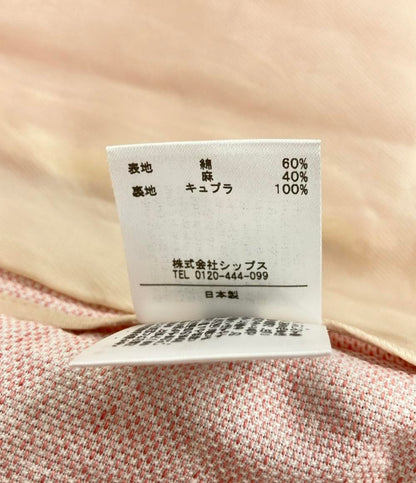 表地 綿 60%
麻 40%
裏地 キュプラ 100%
株式会社シップス
TEL 0120-444-099
日本製